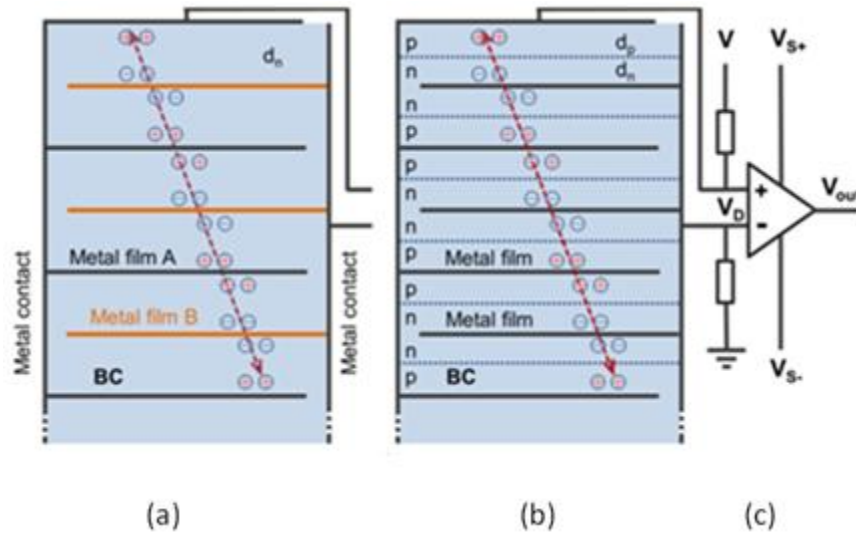 dn
Metal film A
Metal film B
BC
Metal contact
Metal contact
p
n
n
p
p
n
n
p
p
n
n
p
dp
dn
Metal film
Metal film
BC
V
VS+
VD
+
-
Vout
VS-
(a)
(b)
(c)